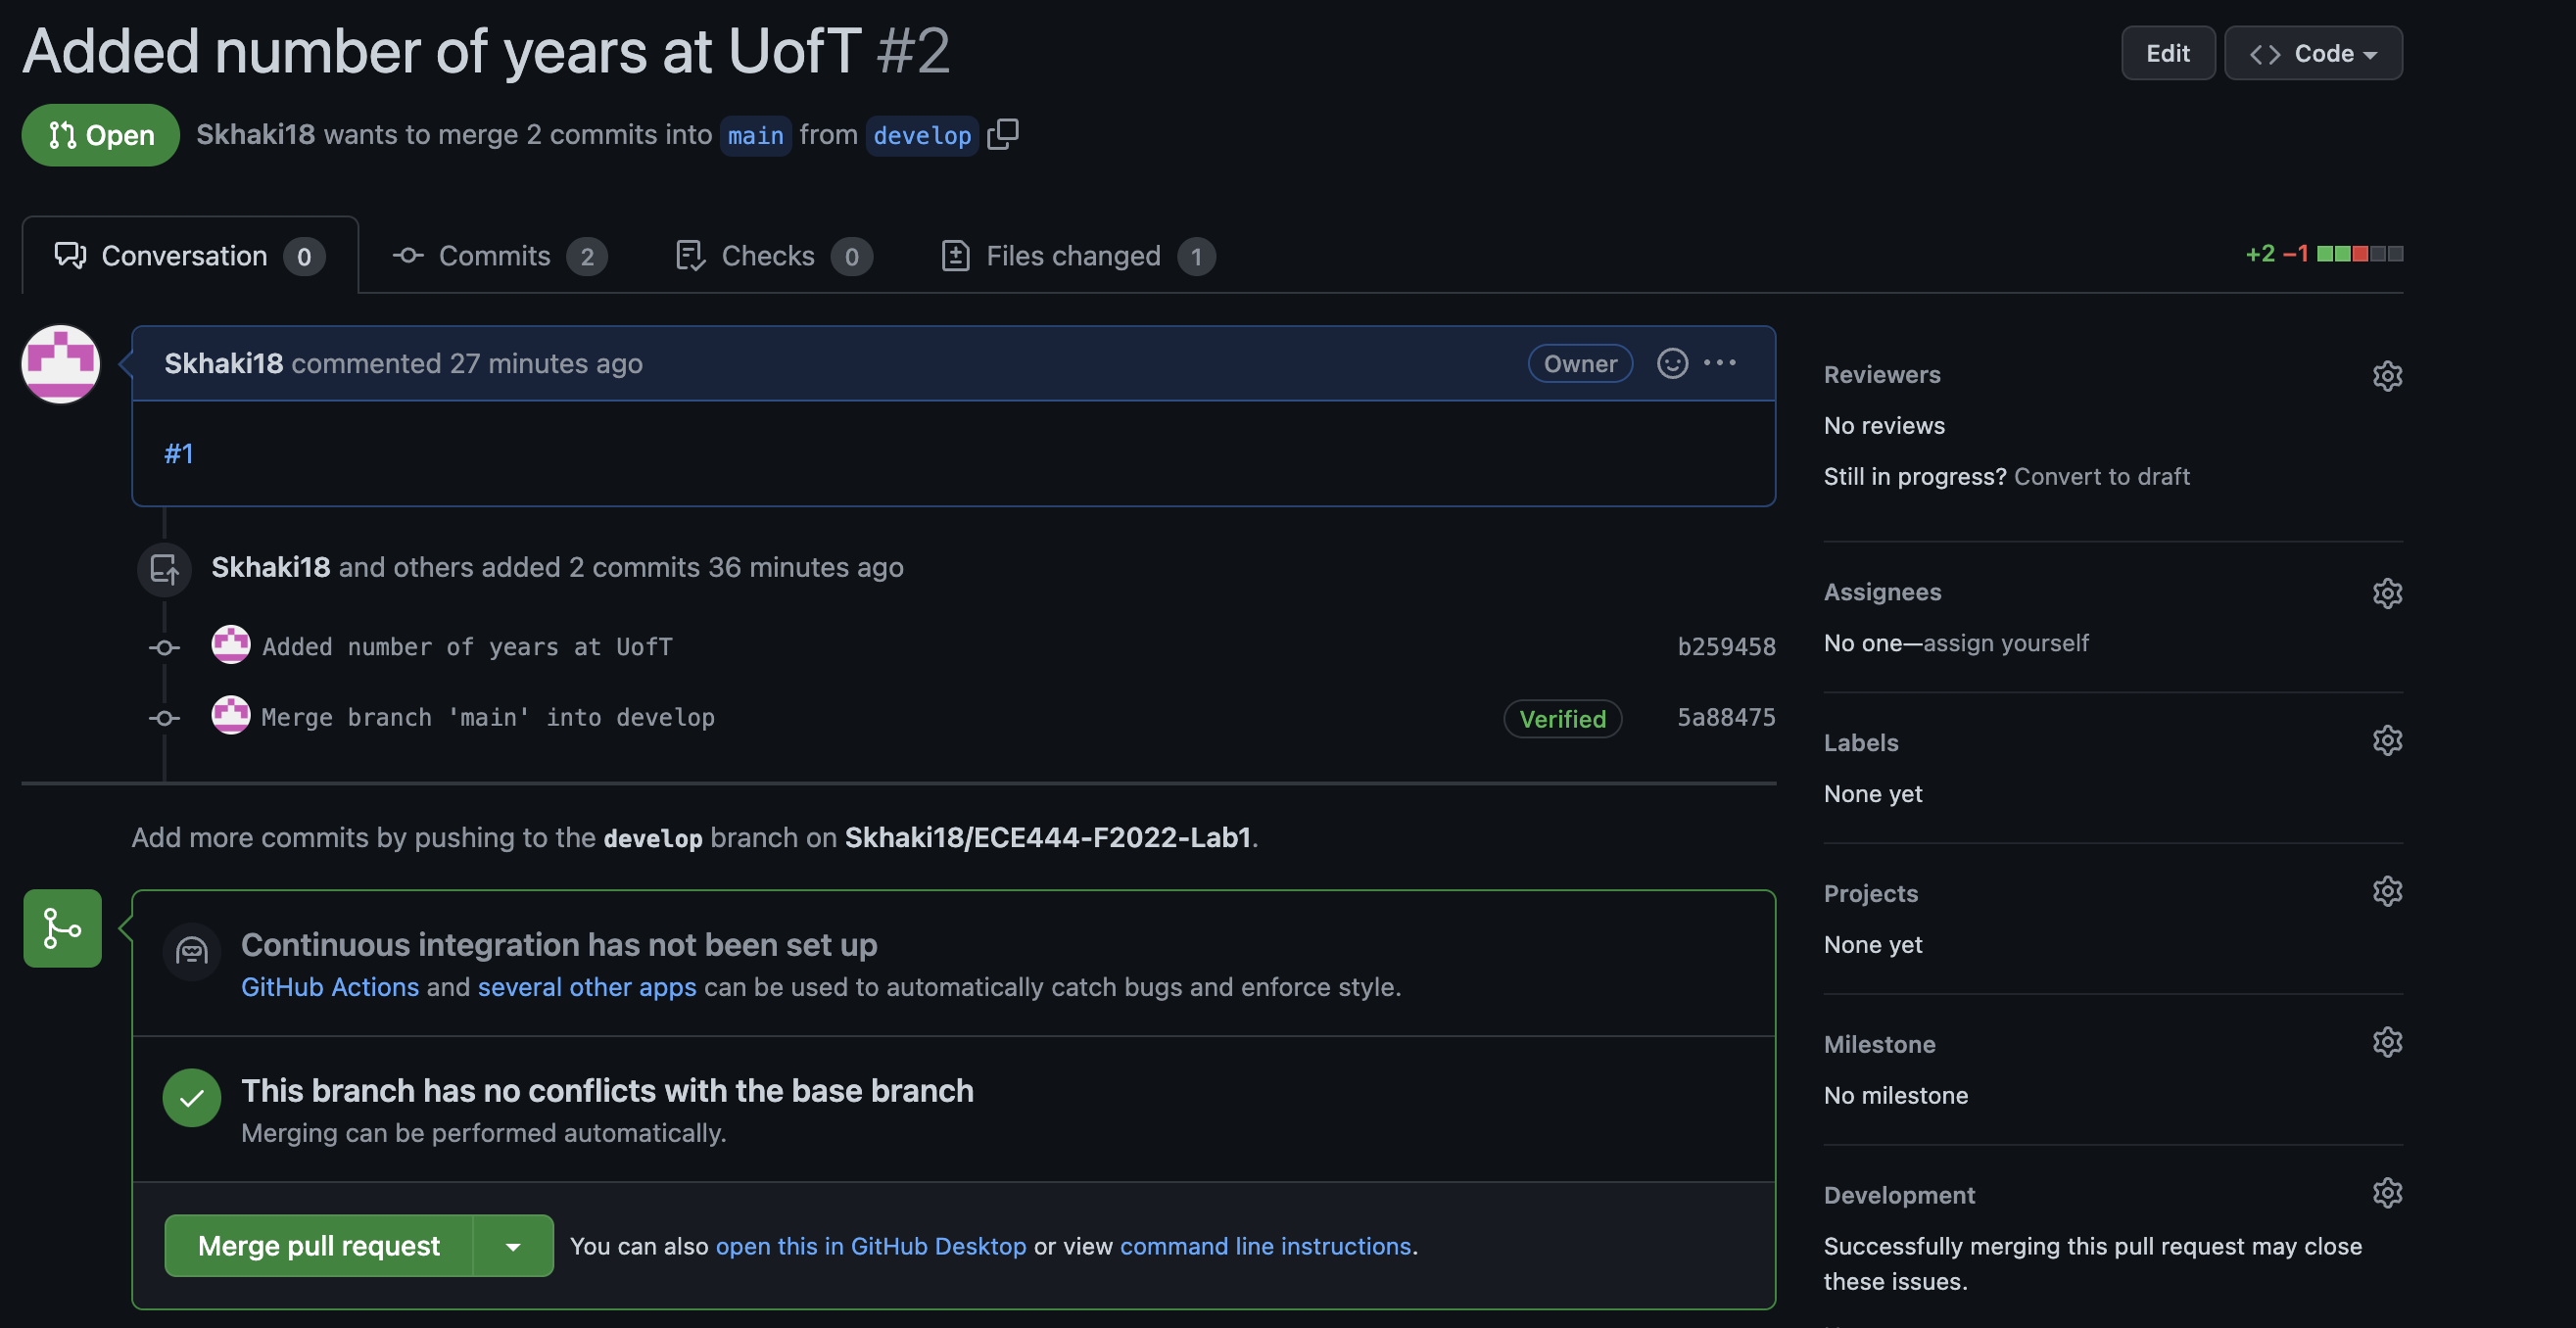 Added number of years at UofT #2
Edit
Code
Open
Skhaki18 wants to merge 2 commits into main from develop
Conversation 0
Commits 2
Checks 0
Files changed 1
+2 −1
Skhaki18 commented 27 minutes ago
Owner
#1
Skhaki18 and others added 2 commits 36 minutes ago
Added number of years at UofT
b259458
Merge branch 'main' into develop
Verified
5a88475
Add more commits by pushing to the develop branch on Skhaki18/ECE444-F2022-Lab1.
Continuous integration has not been set up
GitHub Actions and several other apps can be used to automatically catch bugs and enforce style.
This branch has no conflicts with the base branch
Merging can be performed automatically.
Merge pull request
You can also open this in GitHub Desktop or view command line instructions.
Reviewers
No reviews
Still in progress? Convert to draft
Assignees
No one—assign yourself
Labels
None yet
Projects
None yet
Milestone
No milestone
Development
Successfully merging this pull request may close
these issues.